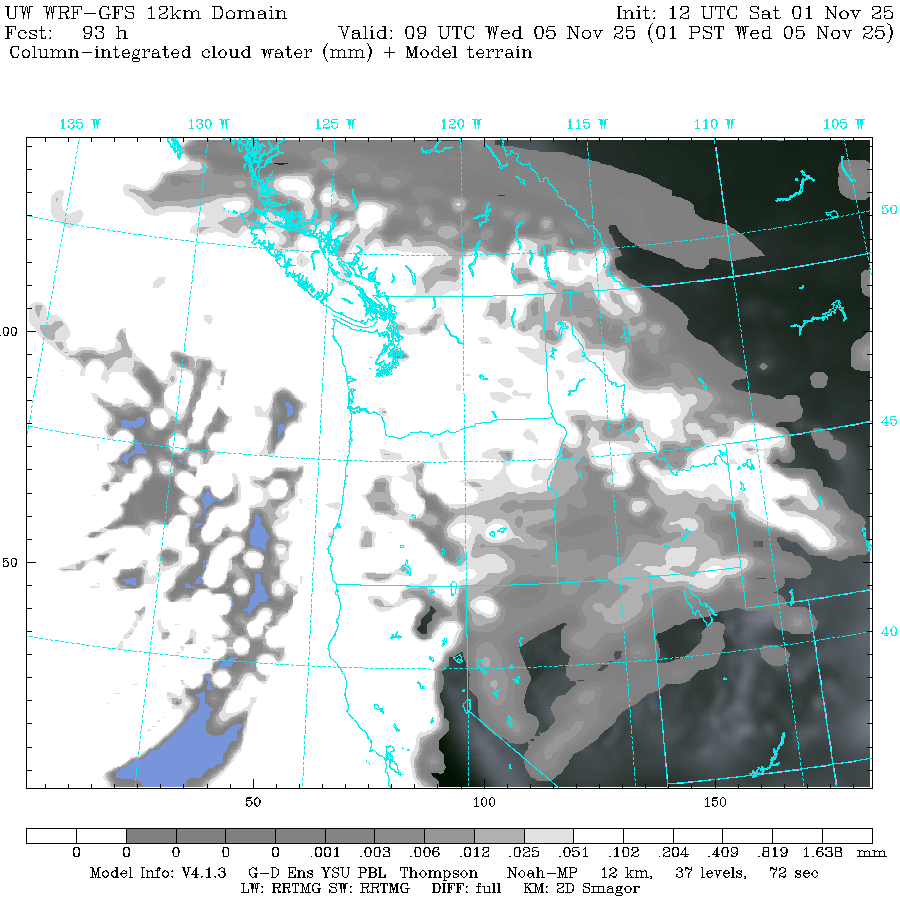 UW WRF-GFS 12km Domain Init: 12 UTC Sat 01 Nov 25
Fcst: 93 h Valid: 09 UTC Wed 05 Nov 25 (01 PST Wed 05 Nov 25)
Column-integrated cloud water (mm) + Model terrain
135 W 130 W 125 W 120 W 115 W 110 W 105 W
50
00
45
50
40
50 100 150
0 0 0 0 .001 .003 .006 .012 .025 .051 .102 .204 .409 .819 1.638 mm
Model Info: V4.1.3 G-D Ens YSU PBL Thompson Noah-MP 12 km, 37 levels, 72 sec
LW: RRTMG SW: RRTMG DIFF: full KM: 2D Smagor